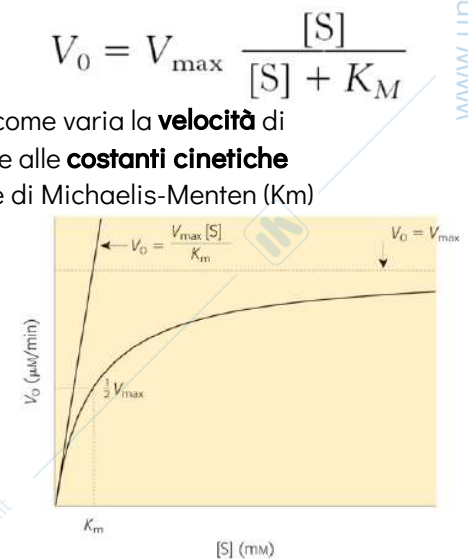 V₀ = Vmax [S] / [S] + K_M
come varia la velocità di
e alle costanti cinetiche
e di Michaelis-Menten (Km)
V₀ = Vmax [S] / Km
V₀ = Vmax
V₀ (µM/min)
½ Vmax
Km
[S] (mM)